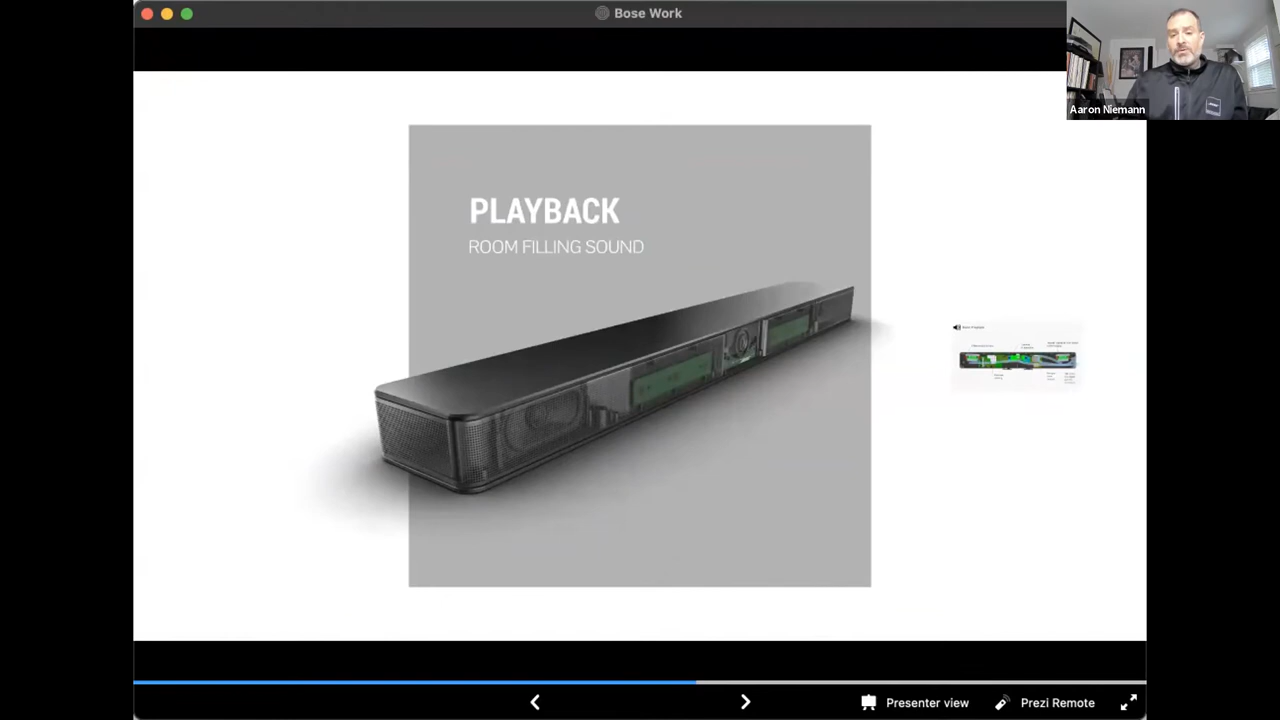 Bose Work
Aaron Niemann
PLAYBACK
ROOM FILLING SOUND
Presenter view
Prezi Remote